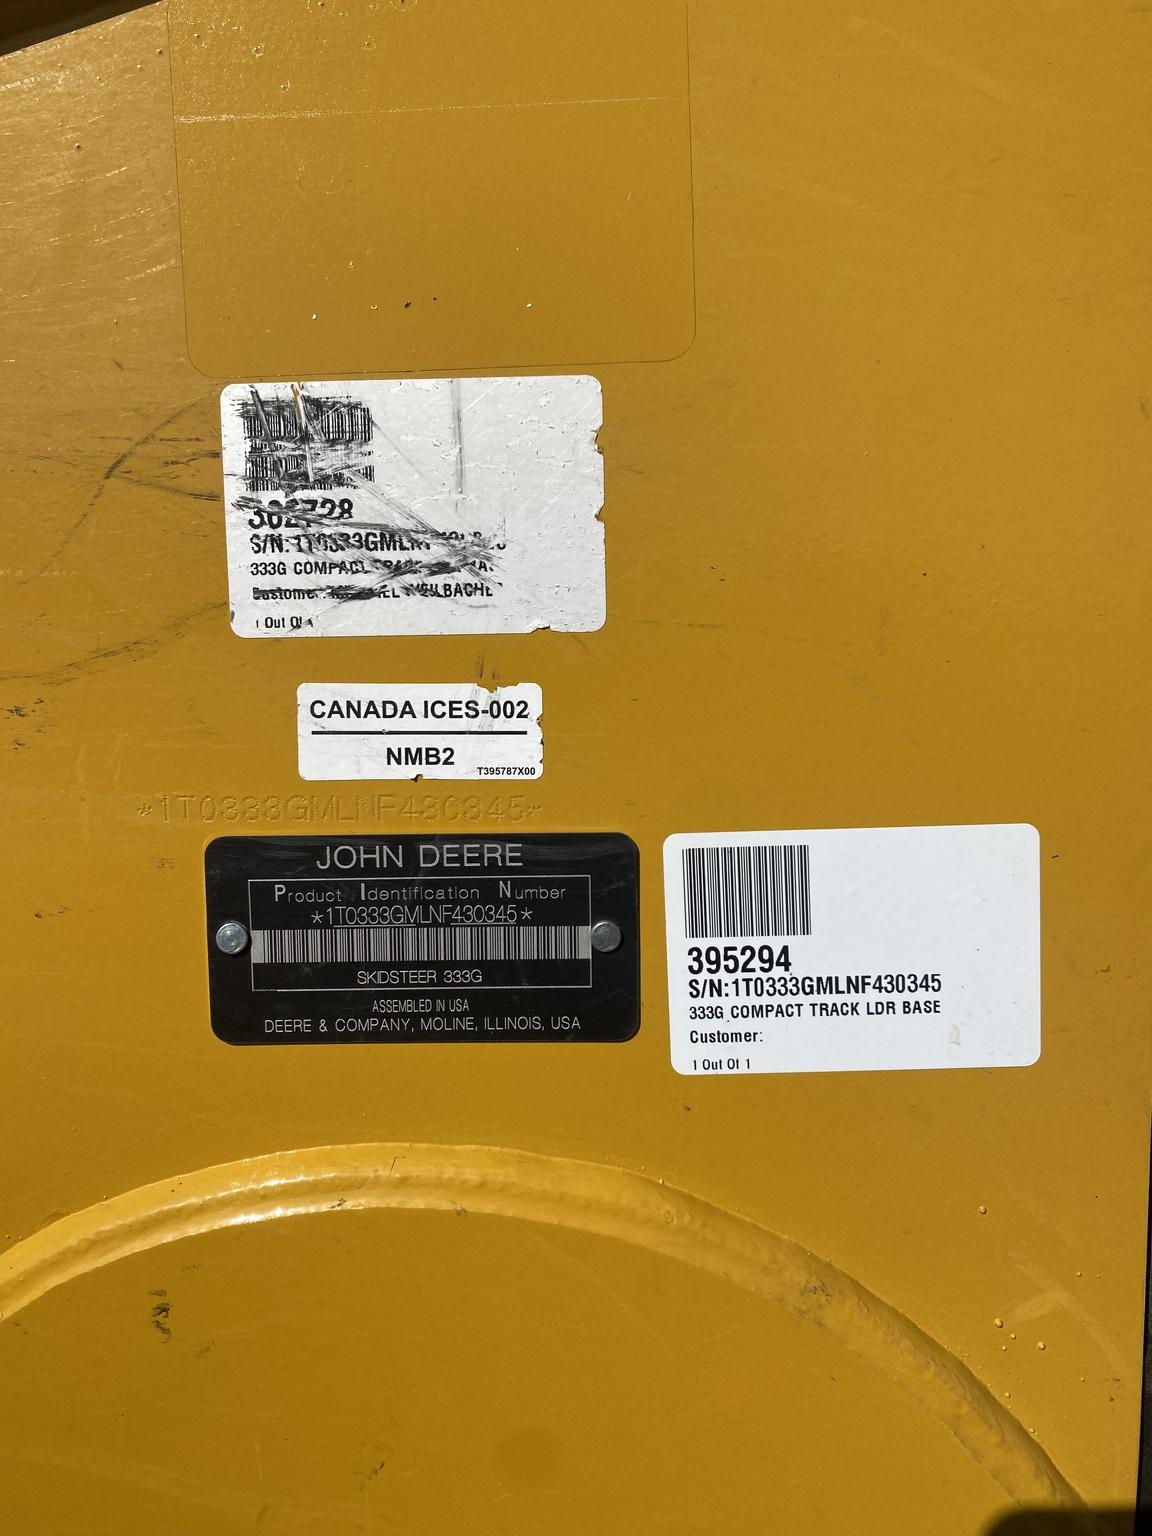 302728
333G COMPACT
1 Out Of
CANADA ICES-002
NMB2
T395787X00
*1T0333GMLNF430345*
JOHN DEERE
Product Identification Number
*1T0333GMLNF430345*
SKIDSTEER 333G
ASSEMBLED IN USA
DEERE & COMPANY, MOLINE, ILLINOIS, USA
395294
S/N:1T0333GMLNF430345
333G COMPACT TRACK LDR BASE
Customer:
1 Out Of 1